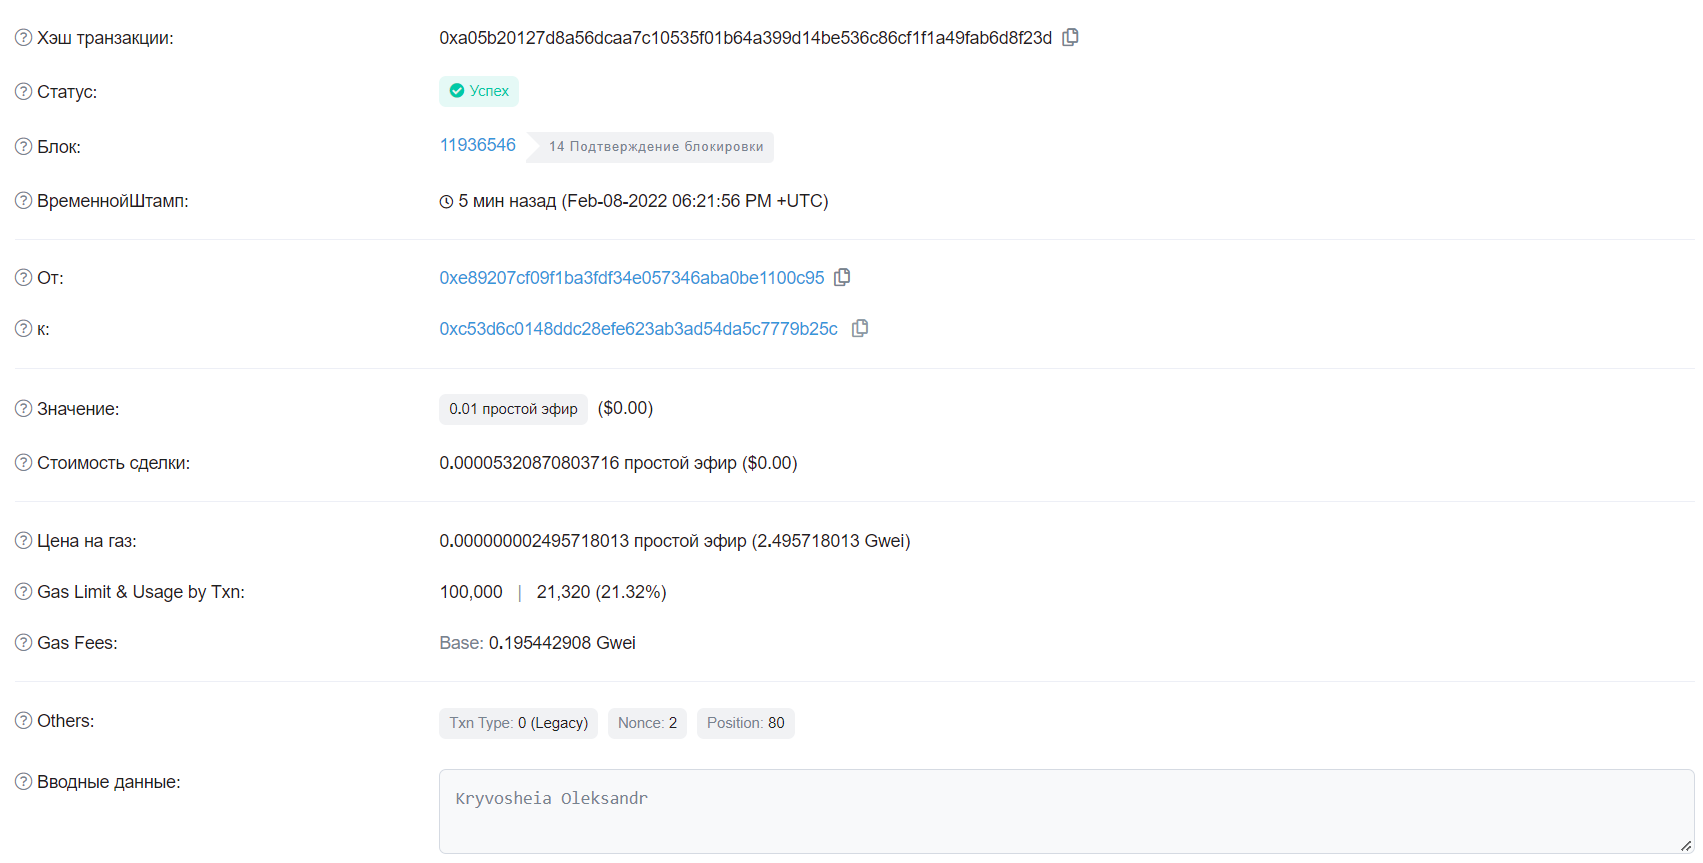 Хэш транзакции: 0xa05b20127d8a56dcaa7c10535f01b64a399d14be536c86cf1f1a49fab6d8f23d
Статус: Успех
Блок: 11936546 14 Подтверждение блокировки
ВременнойШтамп: 5 мин назад (Feb-08-2022 06:21:56 PM +UTC)
От: 0xe89207cf09f1ba3fdf34e057346aba0be1100c95
к: 0xc53d6c0148ddc28efe623ab3ad54da5c7779b25c
Значение: 0.01 простой эфир ($0.00)
Стоимость сделки: 0.00005320870803716 простой эфир ($0.00)
Цена на газ: 0.000000002495718013 простой эфир (2.495718013 Gwei)
Gas Limit & Usage by Txn: 100,000 | 21,320 (21.32%)
Gas Fees: Base: 0.195442908 Gwei
Others: Txn Type: 0 (Legacy) Nonce: 2 Position: 80
Вводные данные: Kryvosheia Oleksandr